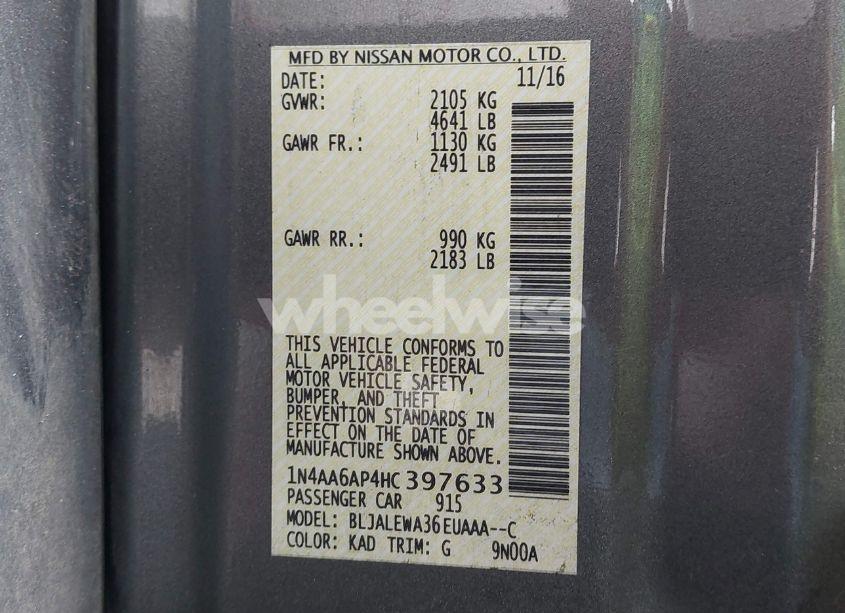 MFD BY NISSAN MOTOR CO., LTD.
DATE: 11/16
GVWR: 2105 KG
4641 LB
GAWR FR.: 1130 KG
2491 LB
GAWR RR.: 990 KG
2183 LB
wheelwise
THIS VEHICLE CONFORMS TO
ALL APPLICABLE FEDERAL
MOTOR VEHICLE SAFETY,
BUMPER, AND THEFT
PREVENTION STANDARDS IN
EFFECT ON THE DATE OF
MANUFACTURE SHOWN ABOVE.
1N4AA6AP4HC397633
PASSENGER CAR 915
MODEL: BLJALEWA36EUAAA--C
COLOR: KAD TRIM: G 9N00A